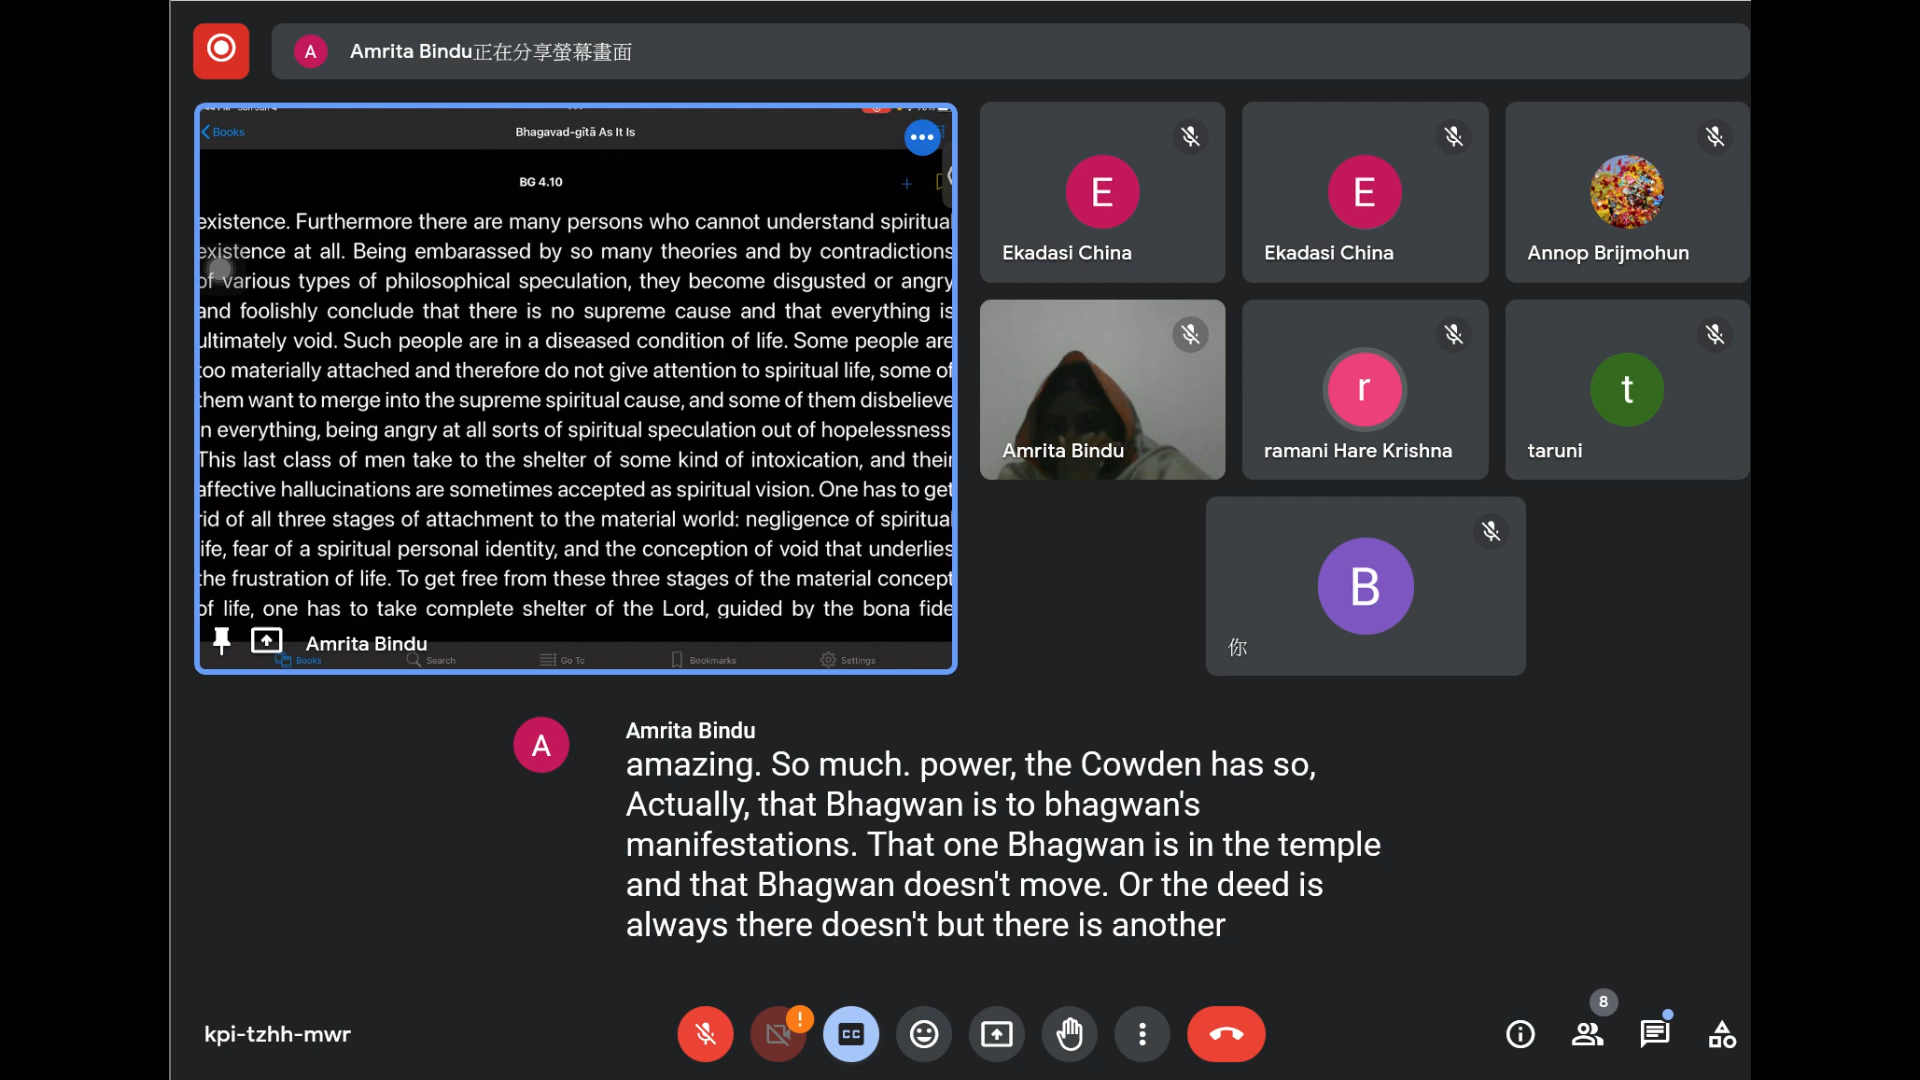 A Amrita Bindu正在分享螢幕畫面
Books
Bhagavad-gītā As It Is
BG 4.10
existence. Furthermore there are many persons who cannot understand spiritual
existence at all. Being embarassed by so many theories and by contradictions
of various types of philosophical speculation, they become disgusted or angry
and foolishly conclude that there is no supreme cause and that everything is
ultimately void. Such people are in a diseased condition of life. Some people are
too materially attached and therefore do not give attention to spiritual life, some of
them want to merge into the supreme spiritual cause, and some of them disbelieve
in everything, being angry at all sorts of spiritual speculation out of hopelessness
This last class of men take to the shelter of some kind of intoxication, and their
affective hallucinations are sometimes accepted as spiritual vision. One has to get
rid of all three stages of attachment to the material world: negligence of spiritual
life, fear of a spiritual personal identity, and the conception of void that underlies
the frustration of life. To get free from these three stages of the material concept
of life, one has to take complete shelter of the Lord, guided by the bona fide
Amrita Bindu
Books Search Go To Bookmarks Settings
E E
Ekadasi China Ekadasi China Annop Brijmohun
r t
Amrita Bindu ramani Hare Krishna taruni
B
你
A Amrita Bindu
amazing. So much. power, the Cowden has so,
Actually, that Bhagwan is to bhagwan's
manifestations. That one Bhagwan is in the temple
and that Bhagwan doesn't move. Or the deed is
always there doesn't but there is another
kpi-tzhh-mwr
CC
8